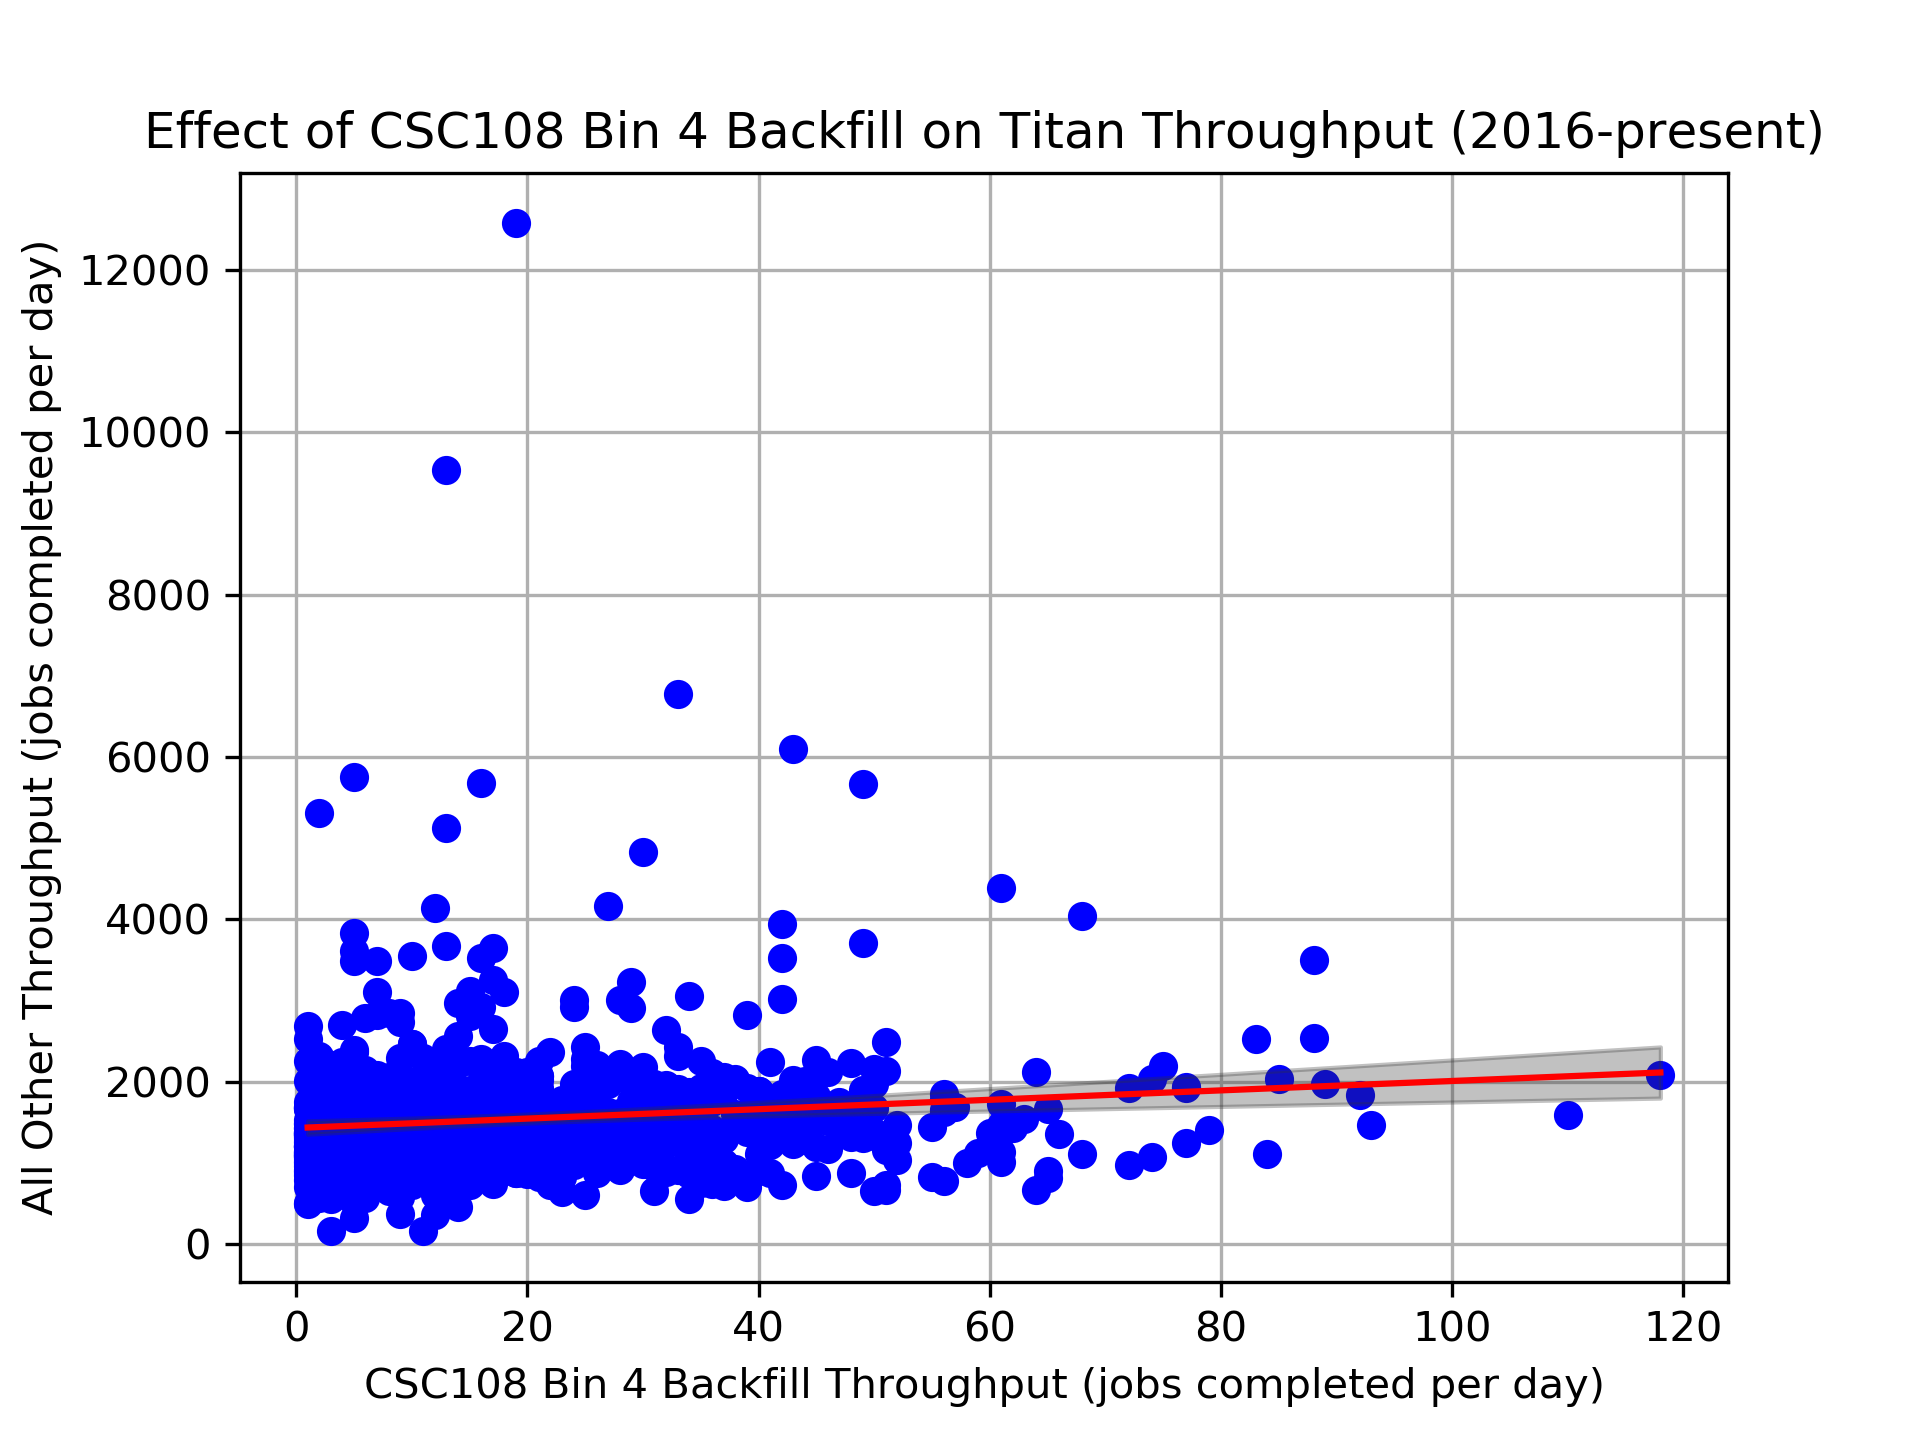 Effect of CSC108 Bin 4 Backfill on Titan Throughput (2016-present)
All Other Throughput (jobs completed per day)
12000
10000
8000
6000
4000
2000
0
0 20 40 60 80 100 120
CSC108 Bin 4 Backfill Throughput (jobs completed per day)